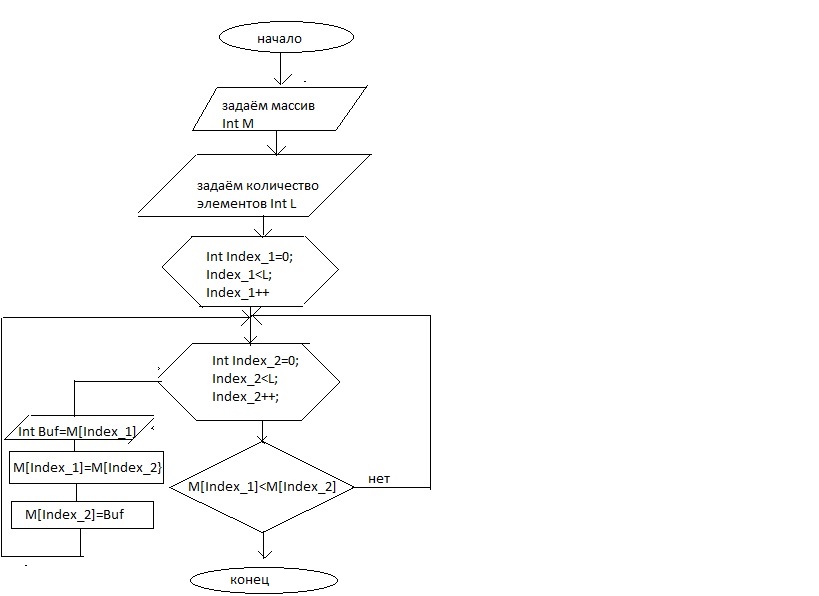 начало
задаём массив
Int M
задаём количество
элементов Int L
Int Index_1=0;
Index_1<L;
Index_1++
Int Index_2=0;
Index_2<L;
Index_2++;
Int Buf=M[Index_1]
M[Index_1]=M[Index_2}
M[Index_2]=Buf
M[Index_1]<M[Index_2]
нет
конец